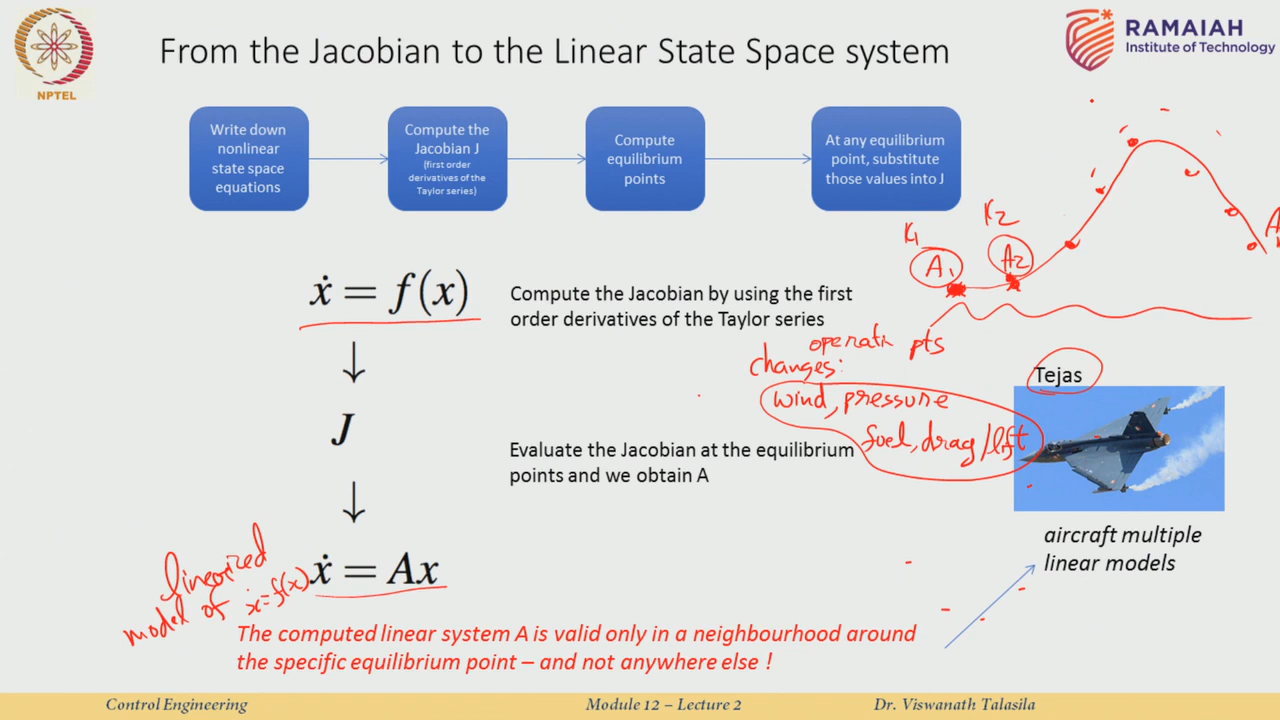 NPTEL
From the Jacobian to the Linear State Space system
RAMAIAH
Institute of Technology
Write down
nonlinear
state space
equations
Compute the
Jacobian J
(first order
derivatives of the
Taylor series)
Compute
equilibrium
points
At any equilibrium
point, substitute
those values into J
K1
K2
A1
A2
ẋ = f(x)
Compute the Jacobian by using the first
order derivatives of the Taylor series
operatin pts
changes:
wind, pressure
fuel, drag/lift
Tejas
J
Evaluate the Jacobian at the equilibrium
points and we obtain A
ẋ = Ax
linearized
model of ẋ=f(x)
aircraft multiple
linear models
The computed linear system A is valid only in a neighbourhood around
the specific equilibrium point – and not anywhere else !
Control Engineering
Module 12 – Lecture 2
Dr. Viswanath Talasila